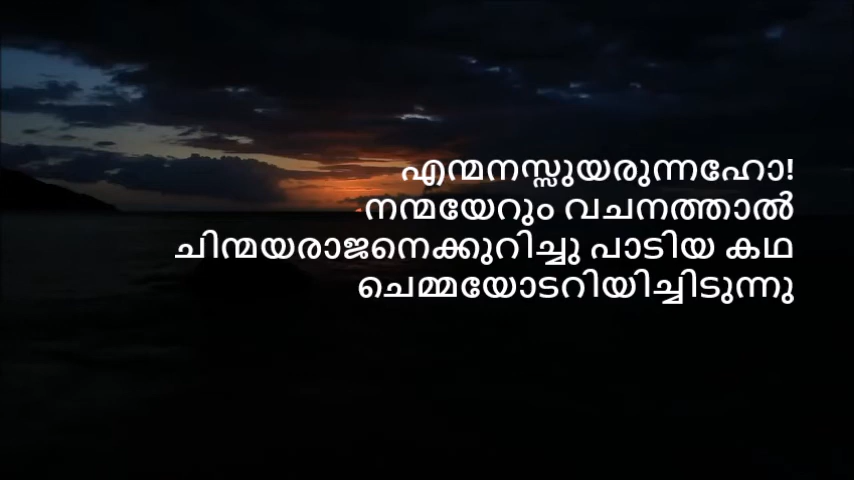 എന്മനസ്സുയരുന്നഹോ!
നന്മയേറും വചനത്താൽ
ചിന്മയരാജനെക്കുറിച്ചു പാടിയ കഥ
ചെമ്മയോടറിയിച്ചിടുന്നു